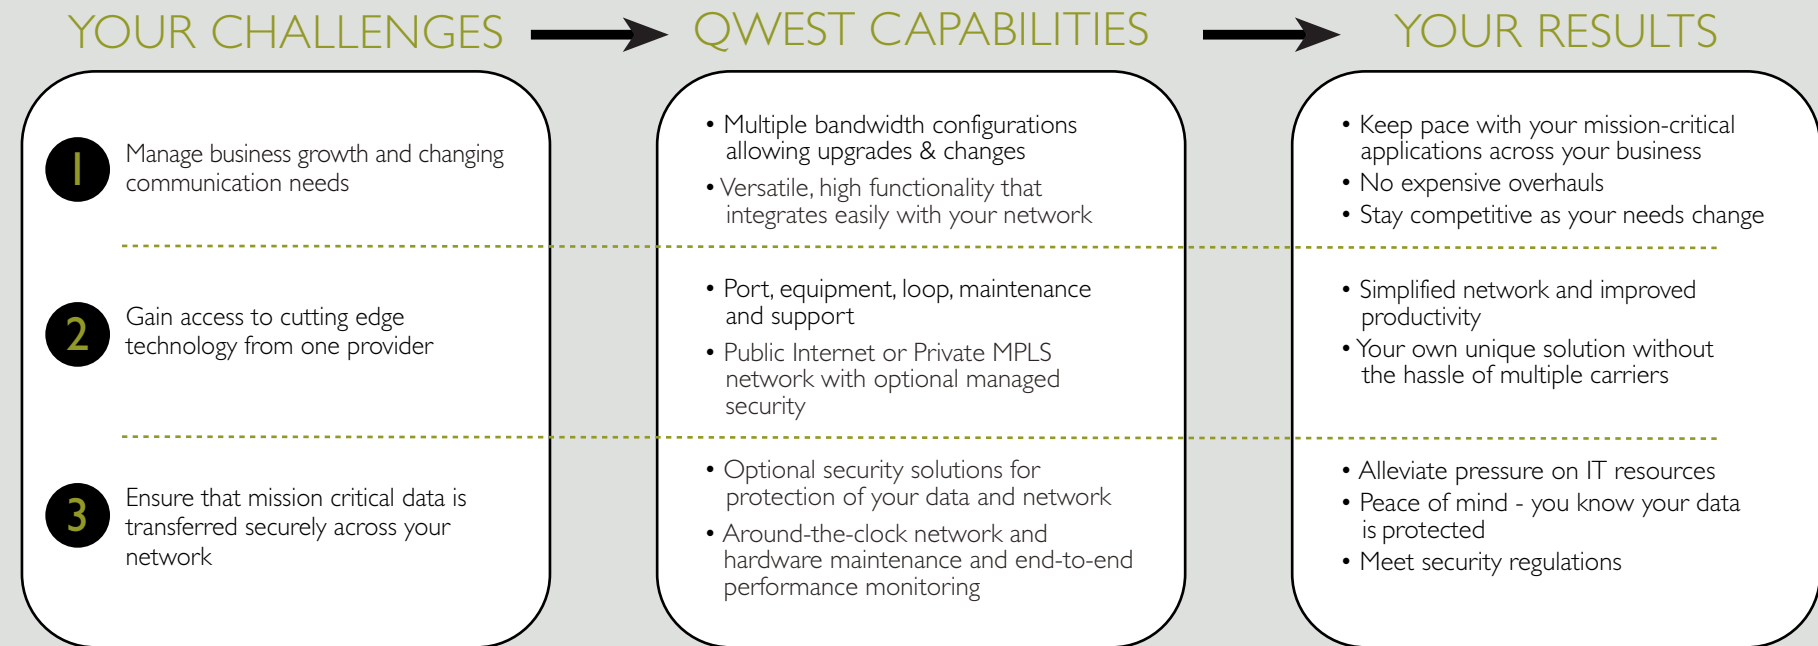 YOUR CHALLENGES
QWEST CAPABILITIES
YOUR RESULTS
1
Manage business growth and changing
communication needs
• Multiple bandwidth configurations
allowing upgrades & changes
• Versatile, high functionality that
integrates easily with your network
• Keep pace with your mission-critical
applications across your business
• No expensive overhauls
• Stay competitive as your needs change
2
Gain access to cutting edge
technology from one provider
• Port, equipment, loop, maintenance
and support
• Public Internet or Private MPLS
network with optional managed
security
• Simplified network and improved
productivity
• Your own unique solution without
the hassle of multiple carriers
3
Ensure that mission critical data is
transferred securely across your
network
• Optional security solutions for
protection of your data and network
• Around-the-clock network and
hardware maintenance and end-to-end
performance monitoring
• Alleviate pressure on IT resources
• Peace of mind - you know your data
is protected
• Meet security regulations